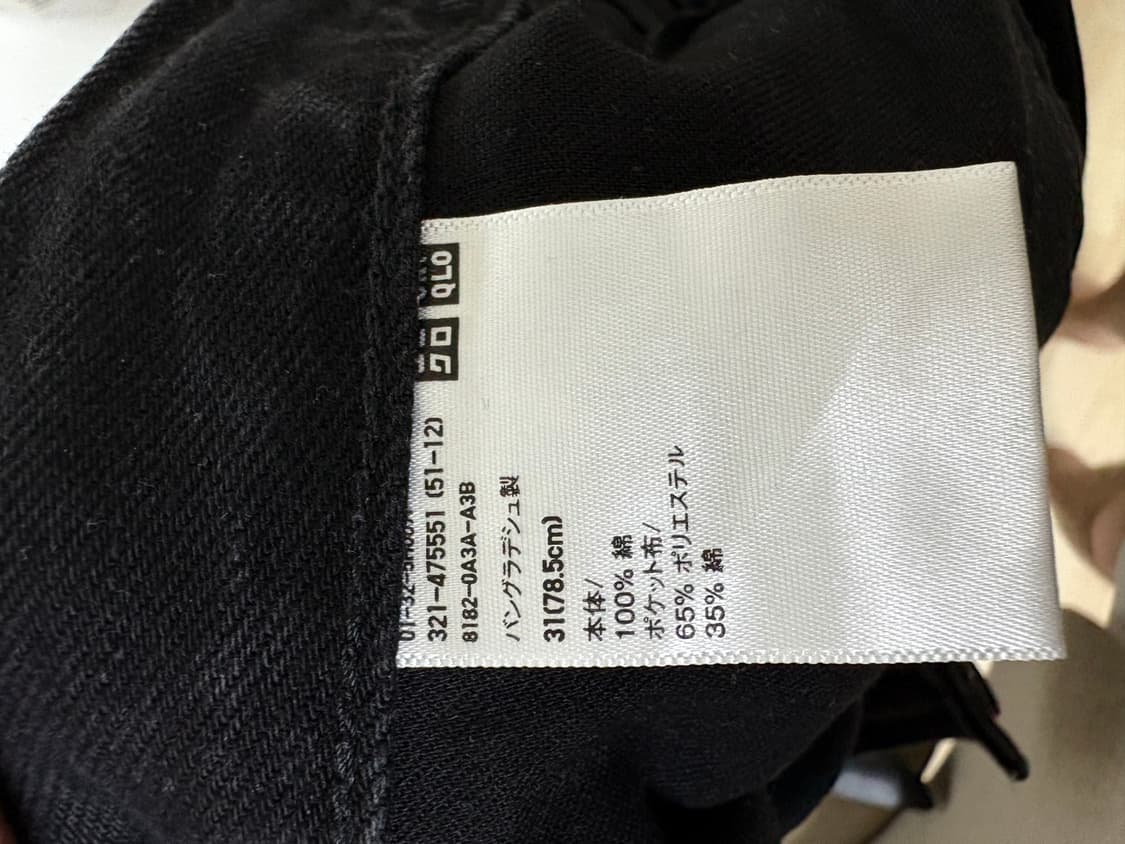 クロ QLO
321-475551 (51-12)
8182-0A3A-A3B
バングラデシュ製
31(78.5cm)
本体/
100% 綿
ポケット布/
65% ポリエステル
35% 綿